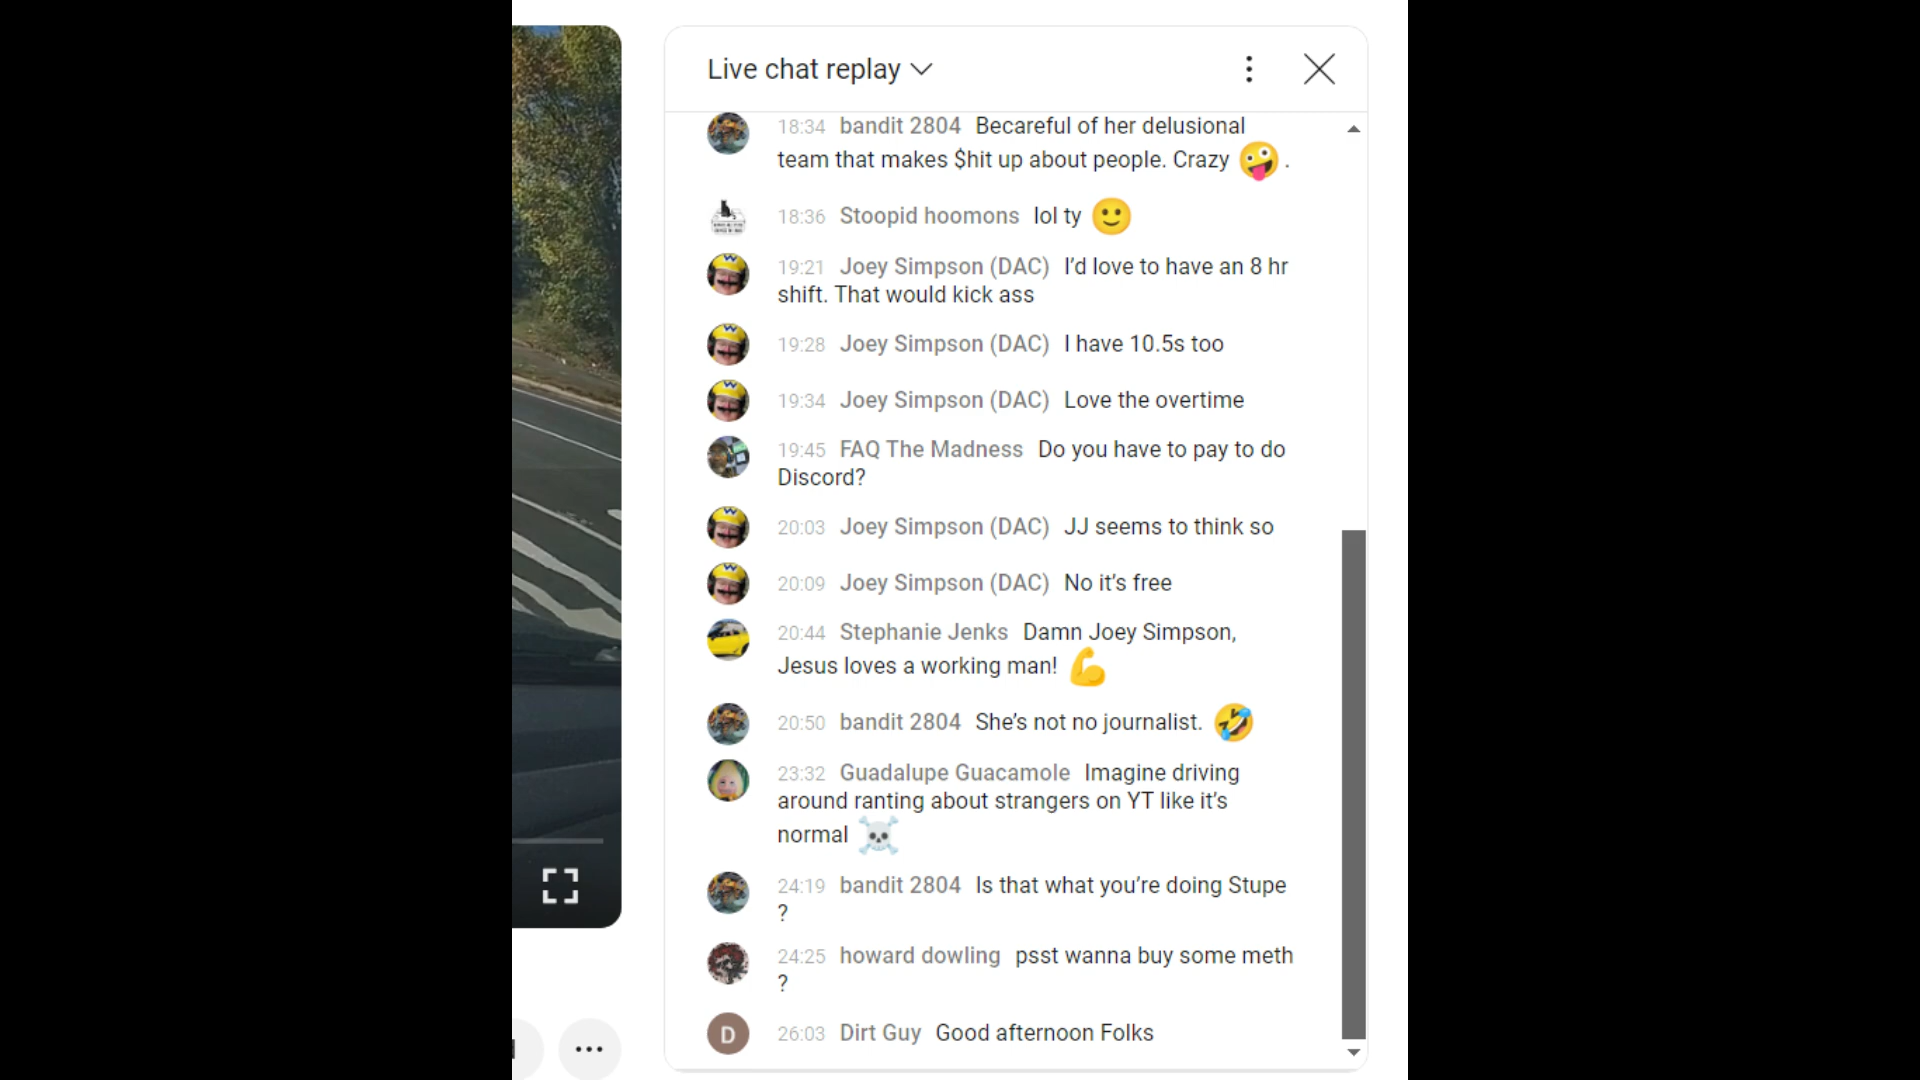 Live chat replay
18:34 bandit 2804 Becareful of her delusional
team that makes $hit up about people. Crazy 🤪 .
18:36 Stoopid hoomons lol ty 🙂
19:21 Joey Simpson (DAC) I’d love to have an 8 hr
shift. That would kick ass
19:28 Joey Simpson (DAC) I have 10.5s too
19:34 Joey Simpson (DAC) Love the overtime
19:45 FAQ The Madness Do you have to pay to do
Discord?
20:03 Joey Simpson (DAC) JJ seems to think so
20:09 Joey Simpson (DAC) No it’s free
20:44 Stephanie Jenks Damn Joey Simpson,
Jesus loves a working man! 💪
20:50 bandit 2804 She’s not no journalist. 🤣
23:32 Guadalupe Guacamole Imagine driving
around ranting about strangers on YT like it’s
normal ☠️
24:19 bandit 2804 Is that what you’re doing Stupe
?
24:25 howard dowling psst wanna buy some meth
?
D
26:03 Dirt Guy Good afternoon Folks